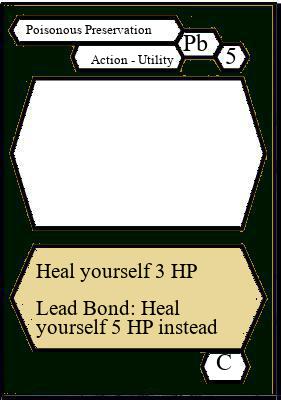 Poisonous Preservation
Pb
Action - Utility
5
Heal yourself 3 HP
Lead Bond: Heal
yourself 5 HP instead
C